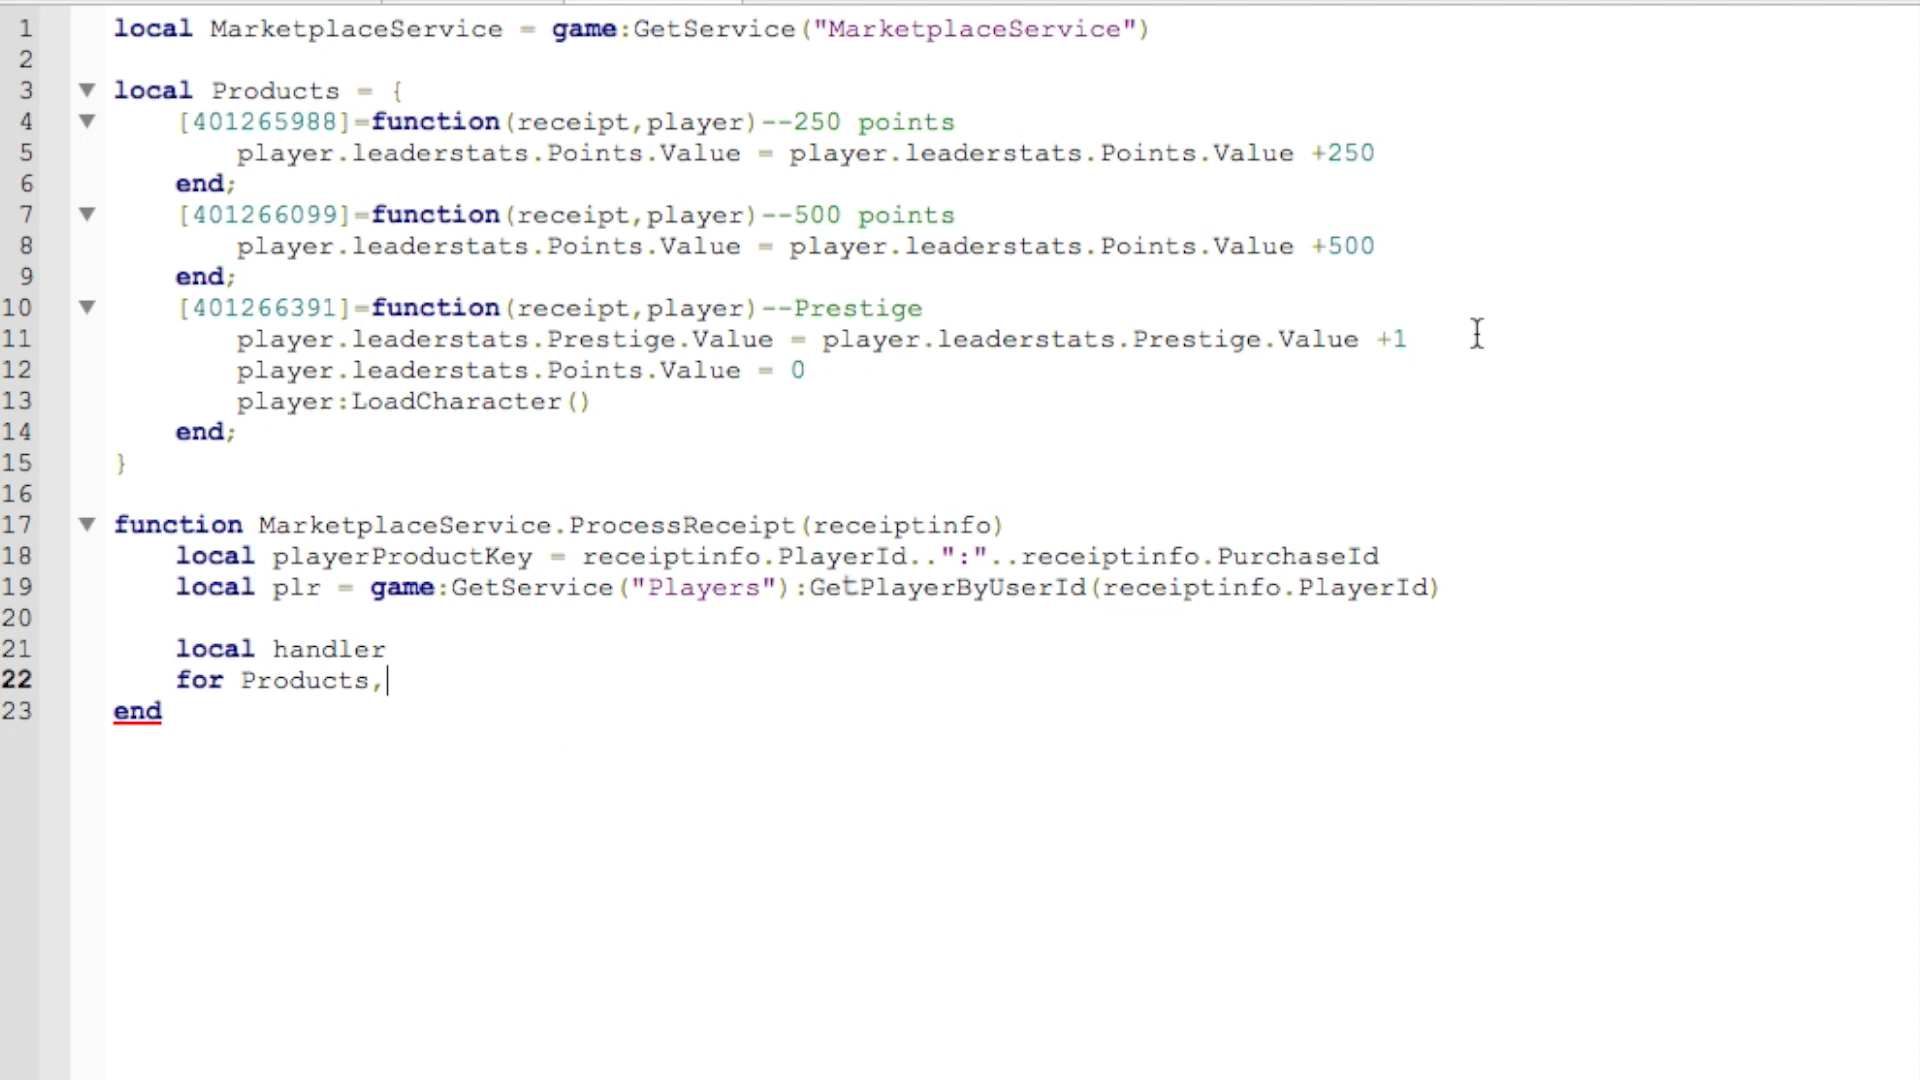 1 local MarketplaceService = game:GetService("MarketplaceService")
2
3 local Products = {
4 [401265988]=function(receipt,player)--250 points
5 player.leaderstats.Points.Value = player.leaderstats.Points.Value +250
6 end;
7 [401266099]=function(receipt,player)--500 points
8 player.leaderstats.Points.Value = player.leaderstats.Points.Value +500
9 end;
10 [401266391]=function(receipt,player)--Prestige
11 player.leaderstats.Prestige.Value = player.leaderstats.Prestige.Value +1
12 player.leaderstats.Points.Value = 0
13 player:LoadCharacter()
14 end;
15 }
16
17 function MarketplaceService.ProcessReceipt(receiptinfo)
18 local playerProductKey = receiptinfo.PlayerId..":"..receiptinfo.PurchaseId
19 local plr = game:GetService("Players"):GetPlayerByUserId(receiptinfo.PlayerId)
20
21 local handler
22 for Products,
23 end